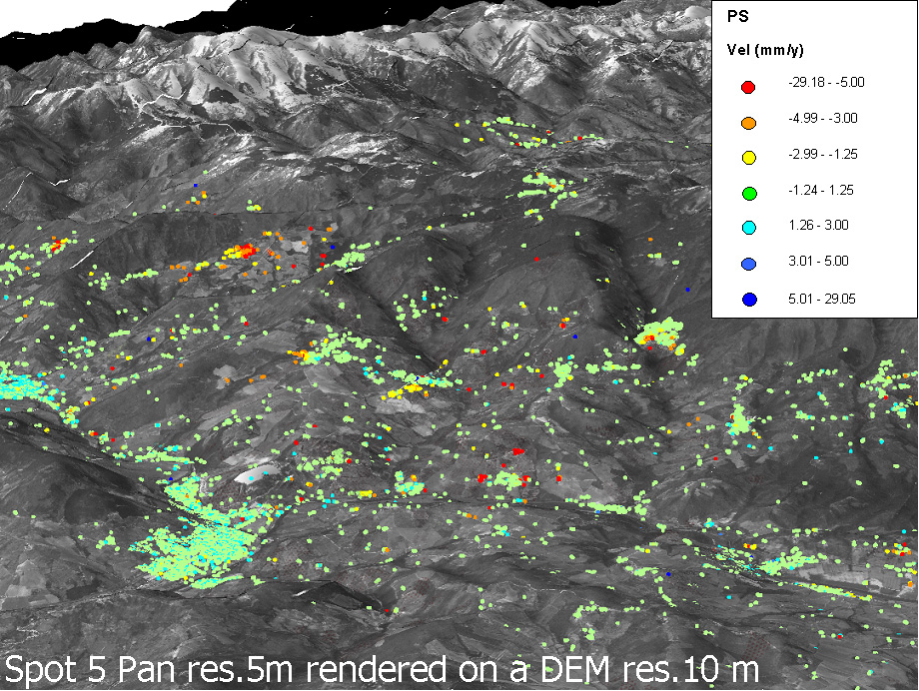 PS
Vel (mm/y)
-29.18 - -5.00
-4.99 - -3.00
-2.99 - -1.25
-1.24 - 1.25
1.26 - 3.00
3.01 - 5.00
5.01 - 29.05
Spot 5 Pan res.5m rendered on a DEM res.10 m